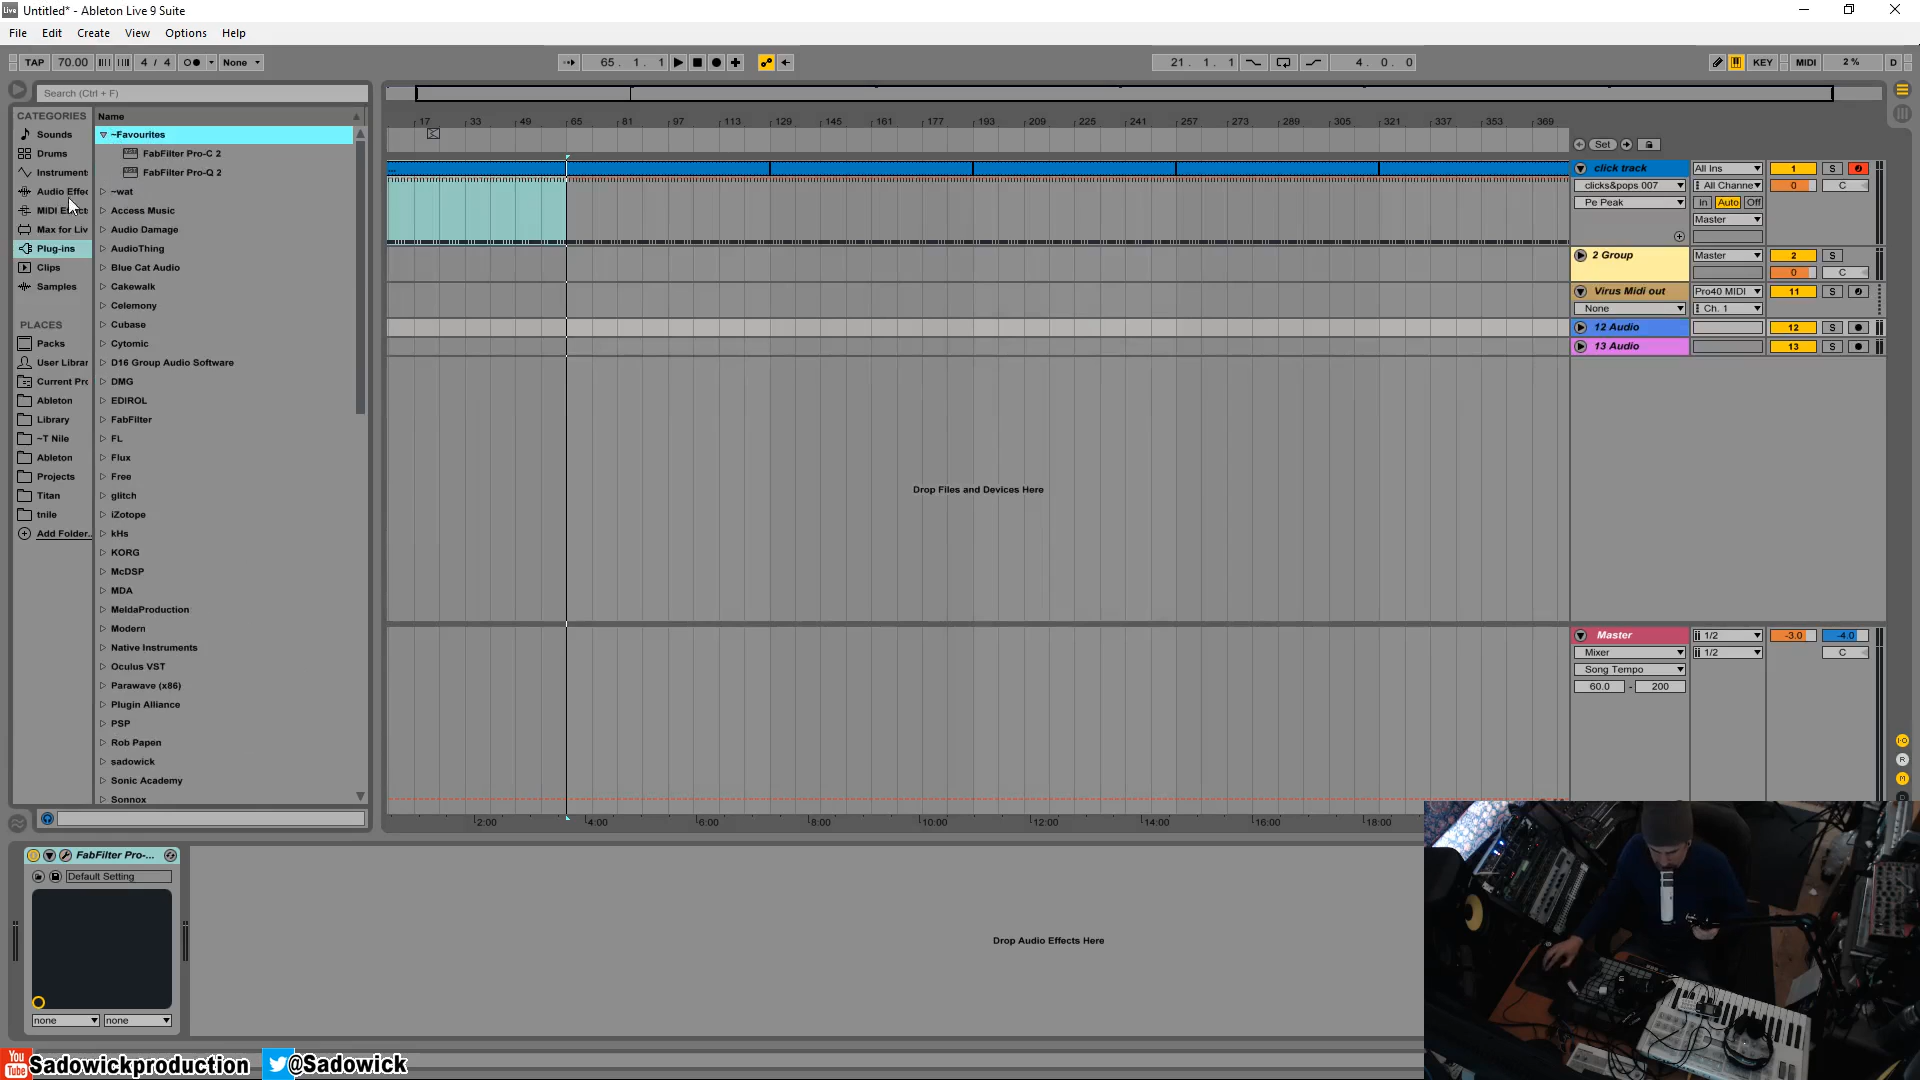 Live
Untitled* - Ableton Live 9 Suite
File Edit Create View Options Help
TAP 70.00 4 / 4 None
65. 1. 1
21. 1. 1
4. 0. 0
KEY MIDI 2 % D
Search (Ctrl + F)
CATEGORIES
Sounds
Drums
Instrument
Audio Effec
MIDI Effect
Max for Liv
Plug-ins
Clips
Samples
PLACES
Packs
User Librar
Current Pro
Ableton
Library
~T Nile
Ableton
Projects
Titan
tnile
Add Folder..
Name
~Favourites
FabFilter Pro-C 2
FabFilter Pro-Q 2
~wat
Access Music
Audio Damage
AudioThing
Blue Cat Audio
Cakewalk
Celemony
Cubase
Cytomic
D16 Group Audio Software
DMG
EDIROL
FabFilter
FL
Flux
Free
glitch
iZotope
kHs
KORG
McDSP
MDA
MeldaProduction
Modern
Native Instruments
Oculus VST
Parawave (x86)
Plugin Alliance
PSP
Rob Papen
sadowick
Sonic Academy
Sonnox
17 33 49 65 81 97 113 129 145 161 177 193 209 225 241 257 273 289 305 321 337 353 369
Set
Drop Files and Devices Here
click track
clicks&pops 007
Pe Peak
All Ins
All Channe
In Auto Off
Master
1 S
0 C
2 Group
Master
2 S
0 C
Virus Midi out
None
Pro40 MIDI
Ch. 1
11 S
12 Audio
12 S
13 Audio
13 S
Master
Mixer
Song Tempo
60.0 - 200
1/2
1/2
-3.0 -4.0
C
2:00 4:00 6:00 8:00 10:00 12:00 14:00 16:00 18:00
I·O
R
M
D
FabFilter Pro-...
Default Setting
none none
Drop Audio Effects Here
You
Tube
Sadowickproduction
@Sadowick